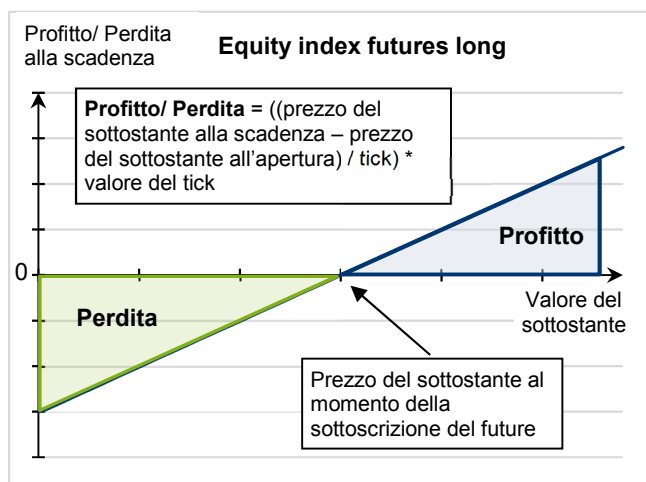 Profitto/ Perdita
alla scadenza
Equity index futures long
Profitto/ Perdita = ((prezzo del
sottostante alla scadenza – prezzo
del sottostante all’apertura) / tick) *
valore del tick
Profitto
0
Perdita
Valore del
sottostante
Prezzo del sottostante al
momento della
sottoscrizione del future